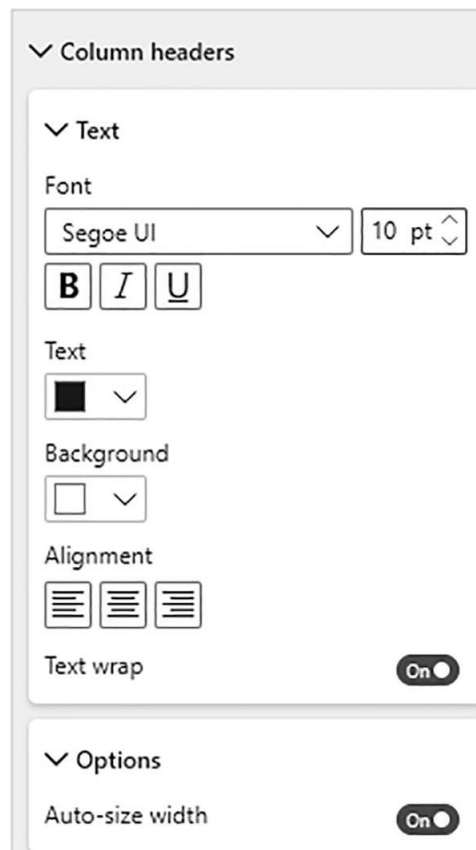 Column headers
Text
Font
Segoe UI 10 pt
B I U
Text
Background
Alignment
Text wrap On
Options
Auto-size width On